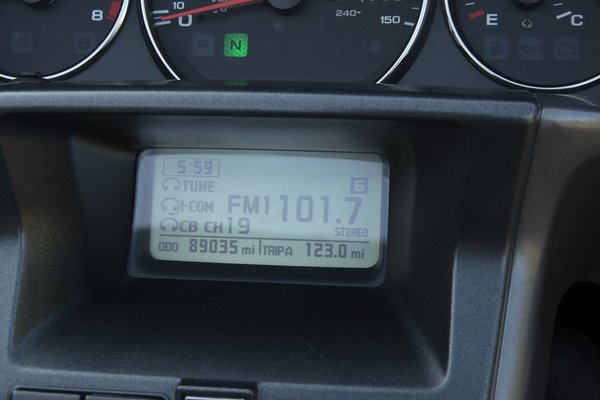 8 0 R N 240 150 E C
5:59
TUNE 6
I-COM FM1 101.7
CB CH19 STEREO
ODO 89035 mi TRIPA 123.0 mi